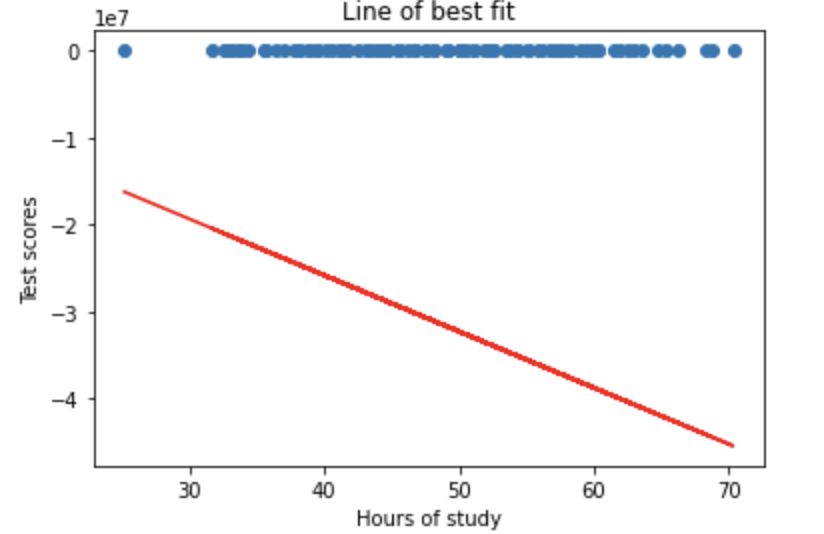 Line of best fit
1e7
0
−1
−2
−3
−4
Test scores
30 40 50 60 70
Hours of study